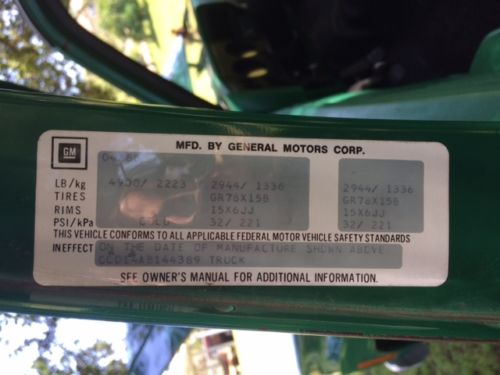 GM
MFD. BY GENERAL MOTORS CORP.
LB/kg 4900/ 2223 2944/ 1336 2944/ 1336
TIRES GR78X15B GR78X15B
RIMS 15X6JJ 15X6JJ
PSI/kPa 32/ 221 32/ 221
THIS VEHICLE CONFORMS TO ALL APPLICABLE FEDERAL MOTOR VEHICLE SAFETY STANDARDS
IN EFFECT ON THE DATE OF MANUFACTURE SHOWN ABOVE
CCD14AB144389 TRUCK
SEE OWNER'S MANUAL FOR ADDITIONAL INFORMATION.